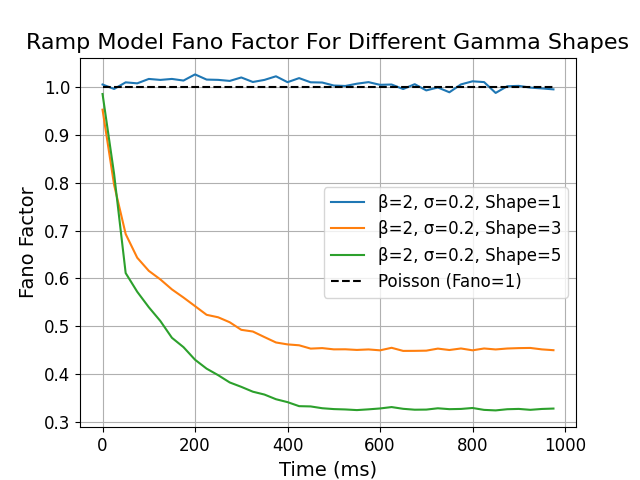 Ramp Model Fano Factor For Different Gamma Shapes
Fano Factor
1.0
0.9
0.8
0.7
0.6
0.5
0.4
0.3
β=2, σ=0.2, Shape=1
β=2, σ=0.2, Shape=3
β=2, σ=0.2, Shape=5
Poisson (Fano=1)
0 200 400 600 800 1000
Time (ms)